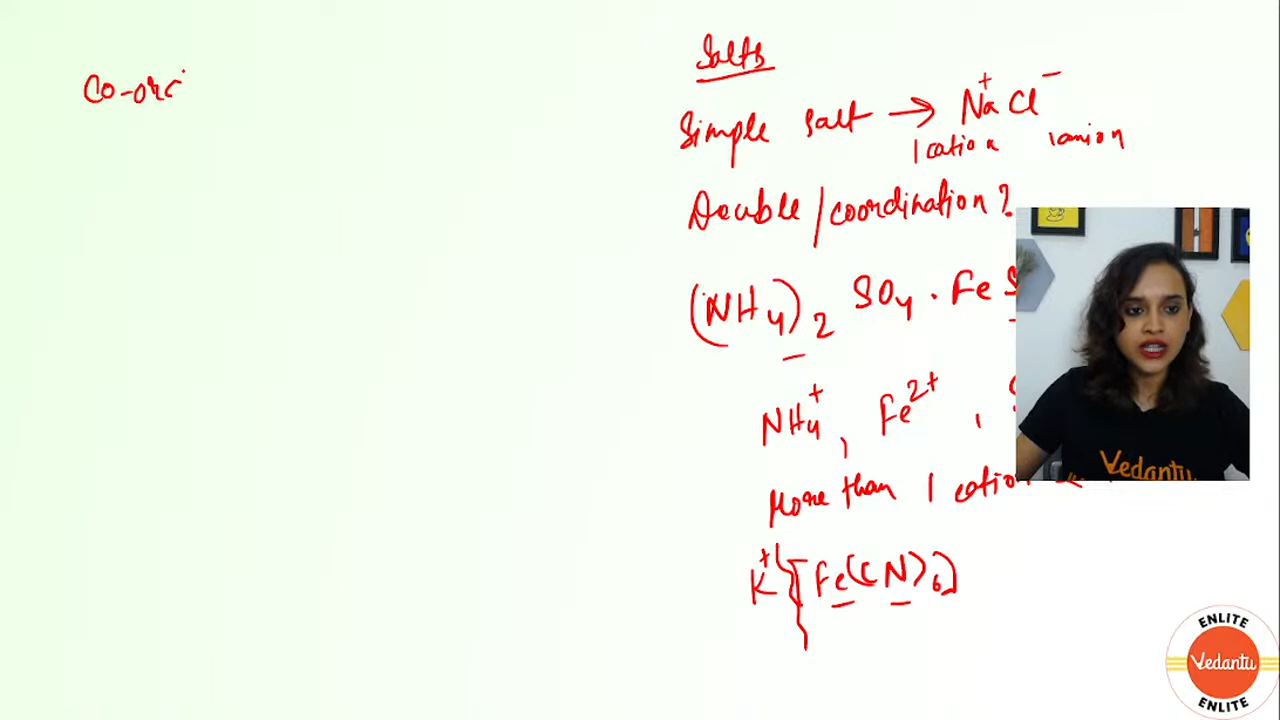 Co-ord
Salts
Simple salt → Na⁺ Cl⁻
1 cation 1 anion
Double / coordination?
(NH4)2 SO4 . Fe S
NH4⁺, Fe²⁺,
More than 1 catio
K⁺ [Fe(CN)6]
Vedantu
ENLITE
Vedantu
ENLITE